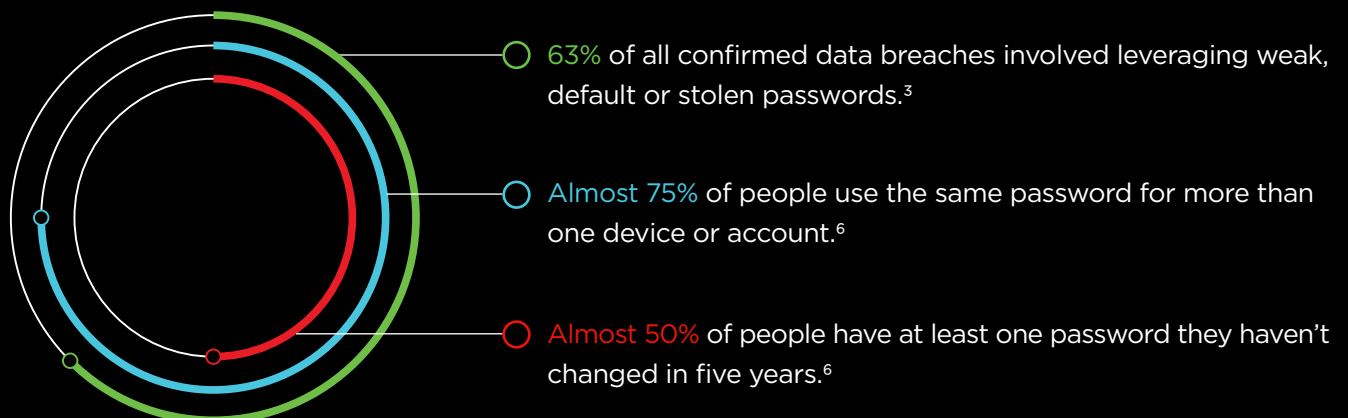 63% of all confirmed data breaches involved leveraging weak,
default or stolen passwords.³
Almost 75% of people use the same password for more than
one device or account.⁶
Almost 50% of people have at least one password they haven’t
changed in five years.⁶